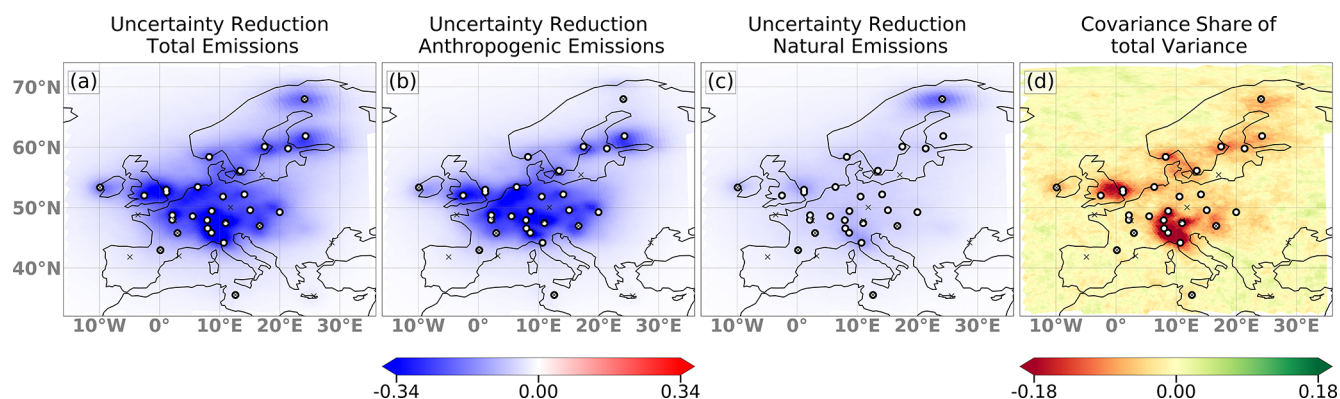 Uncertainty Reduction
Total Emissions
Uncertainty Reduction
Anthropogenic Emissions
Uncertainty Reduction
Natural Emissions
Covariance Share of
total Variance
(a)
(b)
(c)
(d)
70°N
60°N
50°N
40°N
10°W 0° 10°E 20°E 30°E
10°W 0° 10°E 20°E 30°E
10°W 0° 10°E 20°E 30°E
10°W 0° 10°E 20°E 30°E
-0.34 0.00 0.34
-0.18 0.00 0.18